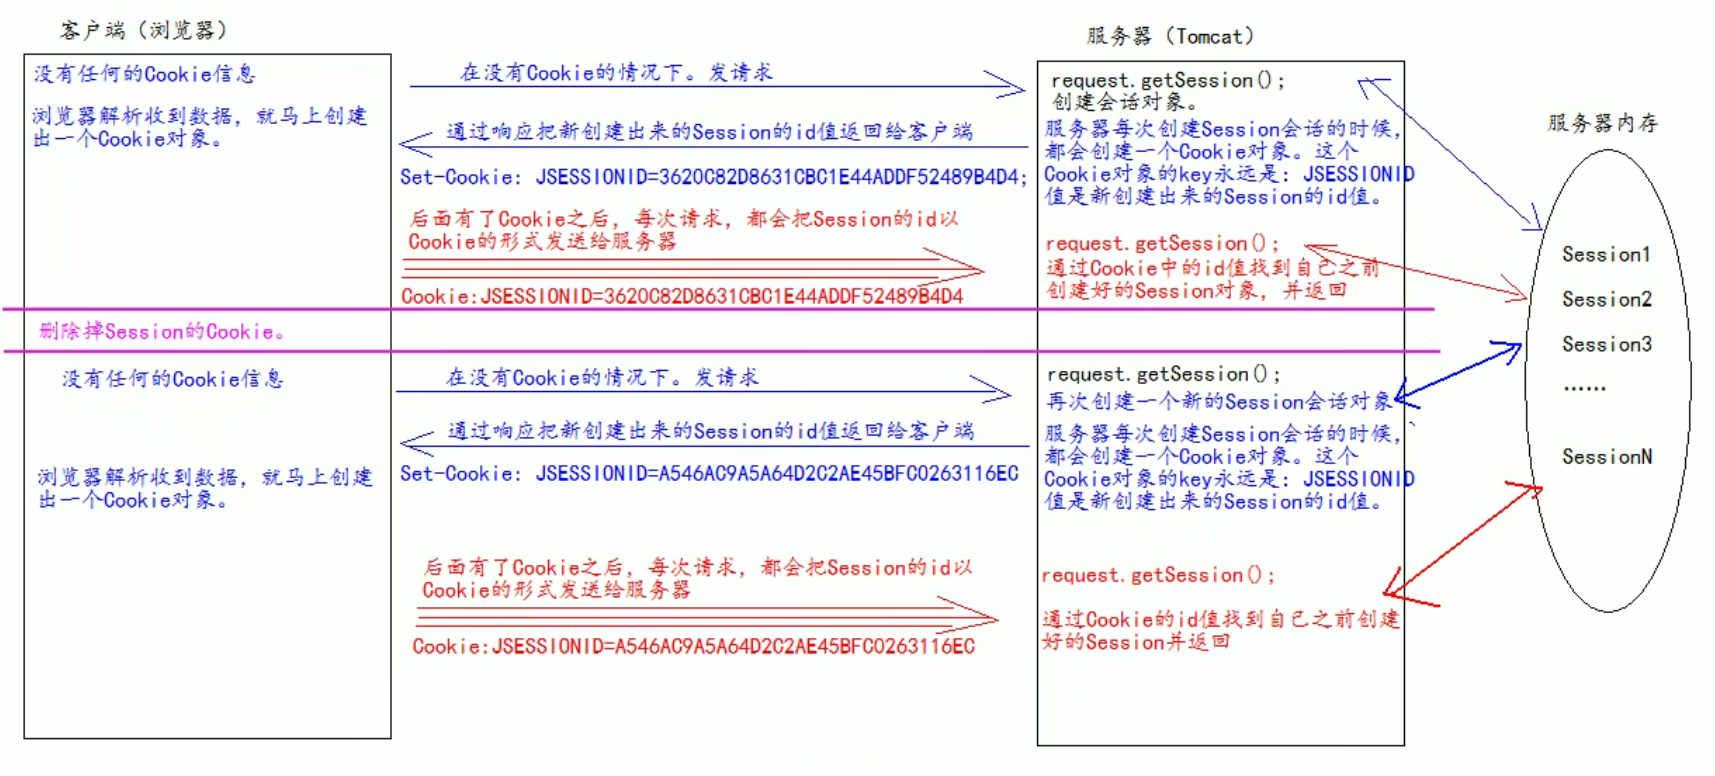 客户端（浏览器）
服务器（Tomcat）
没有任何的Cookie信息
浏览器解析收到数据，就马上创建
出一个Cookie对象。
在没有Cookie的情况下。发请求
通过响应把新创建出来的Session的id值返回给客户端
Set-Cookie: JSESSIONID=3620C82D8631CBC1E44ADDF52489B4D4;
后面有了Cookie之后，每次请求，都会把Session的id以
Cookie的形式发送给服务器
Cookie:JSESSIONID=3620C82D8631CBC1E44ADDF52489B4D4
request.getSession();
创建会话对象。
服务器每次创建Session会话的时候，
都会创建一个Cookie对象。这个
Cookie对象的key永远是：JSESSIONID
值是新创建出来的Session的id值。
request.getSession();
通过Cookie中的id值找到自己之前
创建好的Session对象，并返回
服务器内存
Session1
Session2
Session3
......
SessionN
删除掉Session的Cookie。
没有任何的Cookie信息
浏览器解析收到数据，就马上创建
出一个Cookie对象。
在没有Cookie的情况下。发请求
通过响应把新创建出来的Session的id值返回给客户端
Set-Cookie: JSESSIONID=A546AC9A5A64D2C2AE45BFC0263116EC
后面有了Cookie之后，每次请求，都会把Session的id以
Cookie的形式发送给服务器
Cookie:JSESSIONID=A546AC9A5A64D2C2AE45BFC0263116EC
request.getSession();
再次创建一个新的Session会话对象
服务器每次创建Session会话的时候，
都会创建一个Cookie对象。这个
Cookie对象的key永远是：JSESSIONID
值是新创建出来的Session的id值。
request.getSession();
通过Cookie的id值找到自己之前创建
好的Session并返回